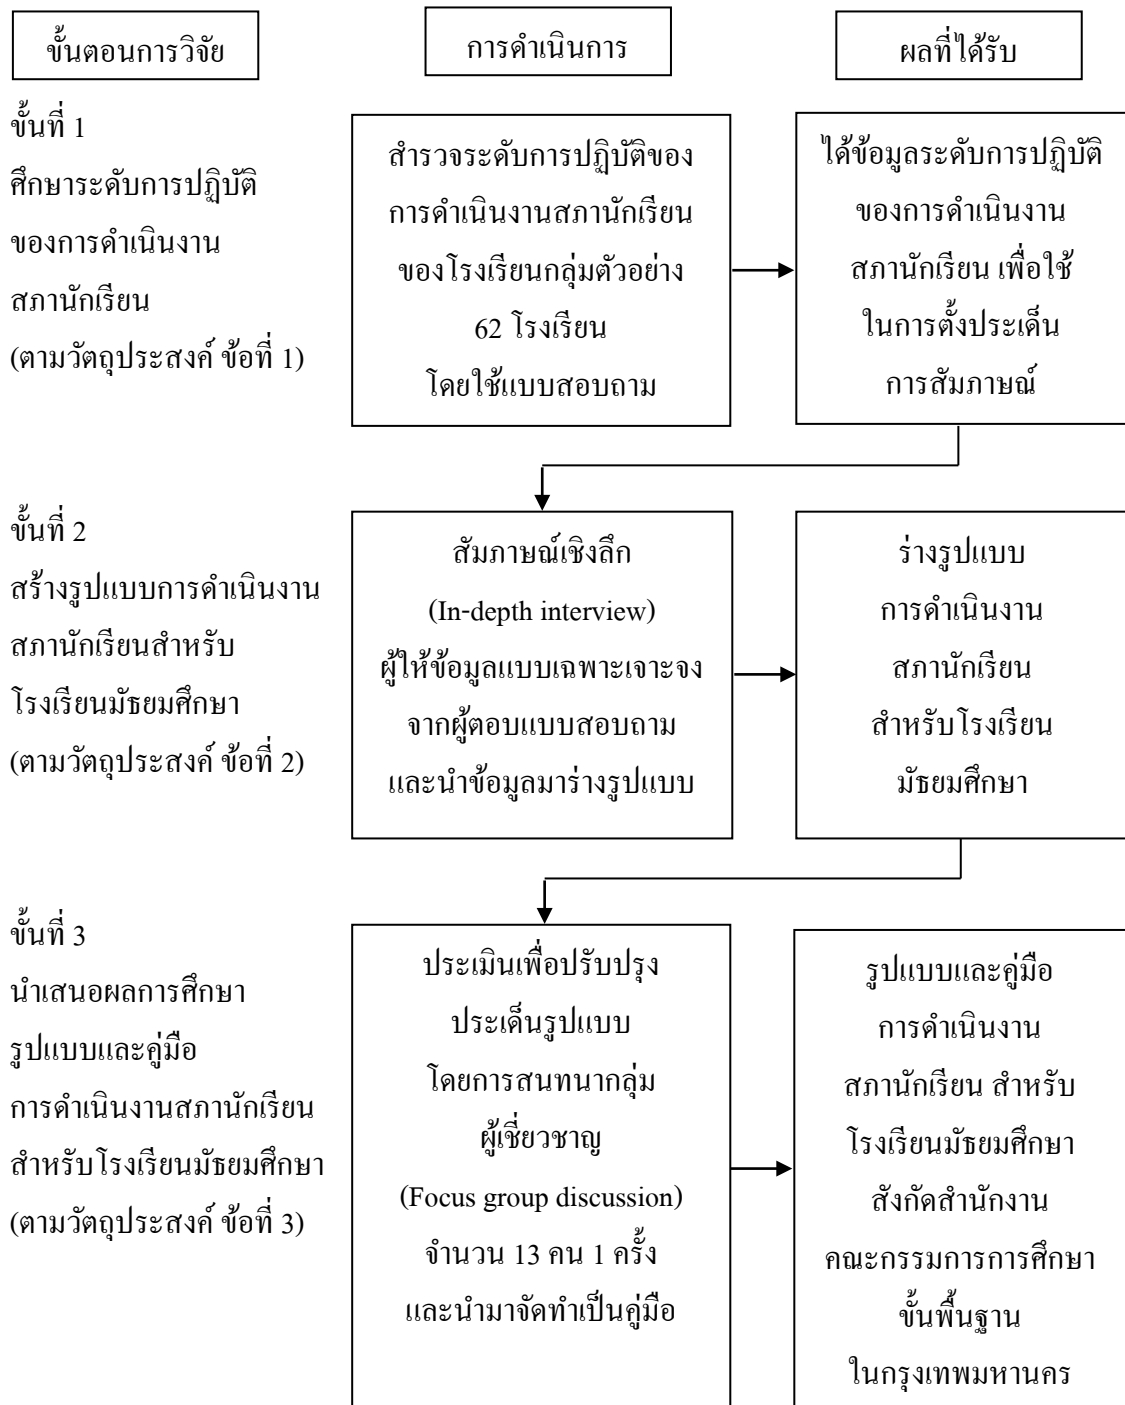 ขั้นตอนการวิจัย
การดำเนินการ
ผลที่ได้รับ
ขั้นที่ 1
ศึกษาระดับการปฏิบัติ
ของการดำเนินงาน
สภานักเรียน
(ตามวัตถุประสงค์ ข้อที่ 1)
สำรวจระดับการปฏิบัติของ
การดำเนินงานสภานักเรียน
ของโรงเรียนกลุ่มตัวอย่าง
62 โรงเรียน
โดยใช้แบบสอบถาม
ได้ข้อมูลระดับการปฏิบัติ
ของการดำเนินงาน
สภานักเรียน เพื่อใช้
ในการตั้งประเด็น
การสัมภาษณ์
ขั้นที่ 2
สร้างรูปแบบการดำเนินงาน
สภานักเรียนสำหรับ
โรงเรียนมัธยมศึกษา
(ตามวัตถุประสงค์ ข้อที่ 2)
สัมภาษณ์เชิงลึก
(In-depth interview)
ผู้ให้ข้อมูลแบบเฉพาะเจาะจง
จากผู้ตอบแบบสอบถาม
และนำข้อมูลมาร่างรูปแบบ
ร่างรูปแบบ
การดำเนินงาน
สภานักเรียน
สำหรับโรงเรียน
มัธยมศึกษา
ขั้นที่ 3
นำเสนอผลการศึกษา
รูปแบบและคู่มือ
การดำเนินงานสภานักเรียน
สำหรับโรงเรียนมัธยมศึกษา
(ตามวัตถุประสงค์ ข้อที่ 3)
ประเมินเพื่อปรับปรุง
ประเด็นรูปแบบ
โดยการสนทนากลุ่ม
ผู้เชี่ยวชาญ
(Focus group discussion)
จำนวน 13 คน 1 ครั้ง
และนำมาจัดทำเป็นคู่มือ
รูปแบบและคู่มือ
การดำเนินงาน
สภานักเรียน สำหรับ
โรงเรียนมัธยมศึกษา
สังกัดสำนักงาน
คณะกรรมการการศึกษา
ขั้นพื้นฐาน
ในกรุงเทพมหานคร